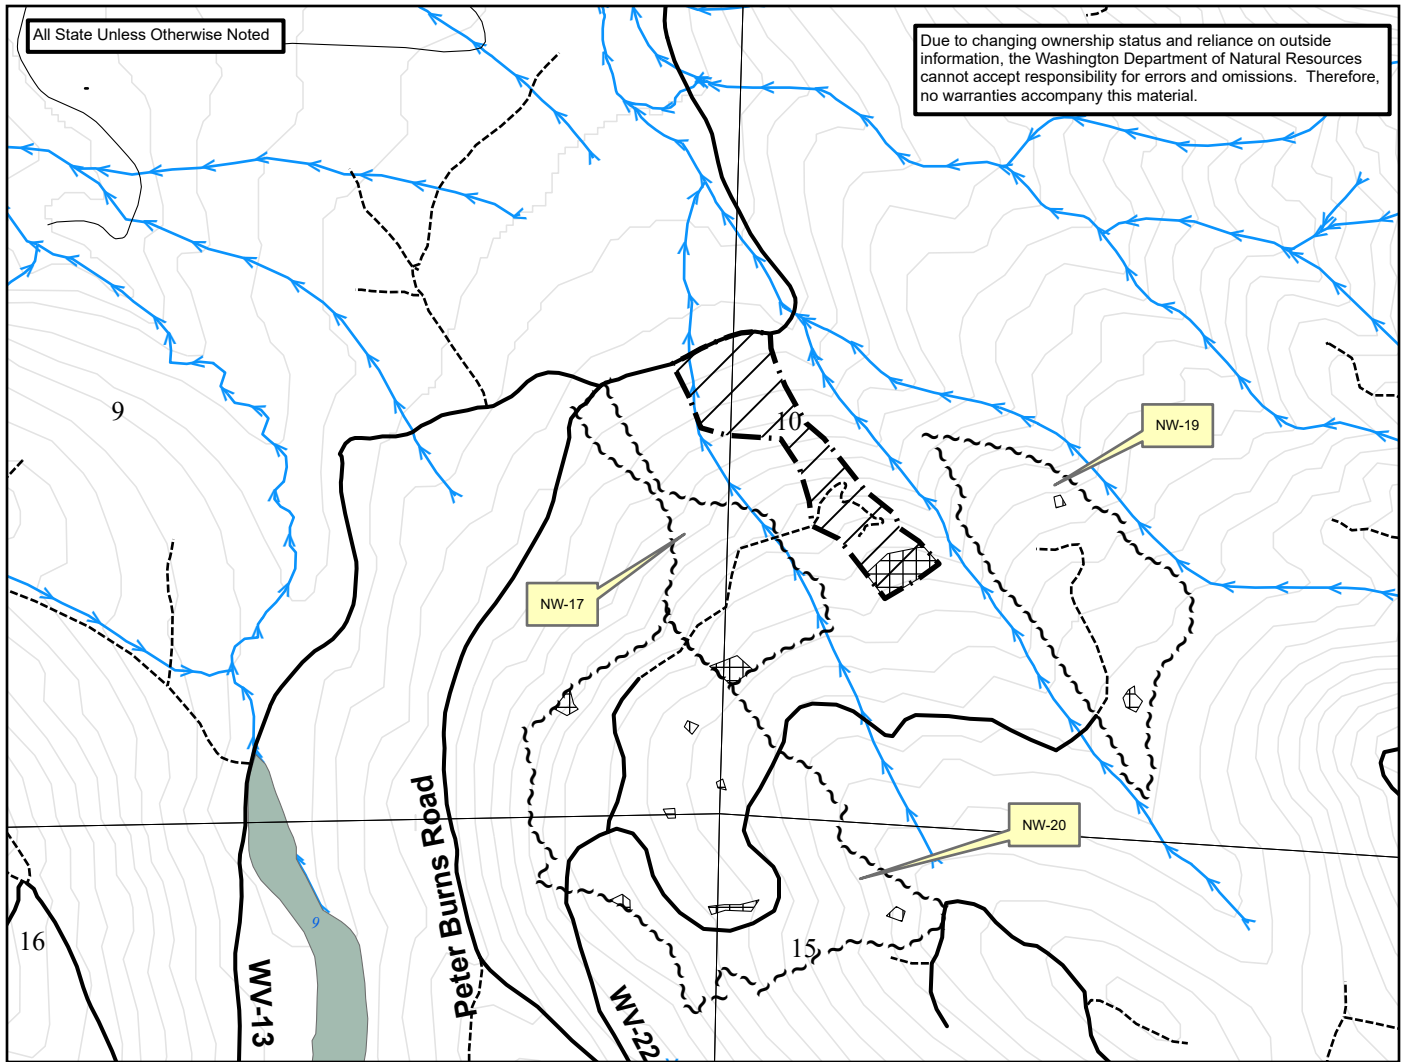 All State Unless Otherwise Noted
Due to changing ownership status and reliance on outside
information, the Washington Department of Natural Resources
cannot accept responsibility for errors and omissions. Therefore,
no warranties accompany this material.
9
10
NW-19
NW-17
Peter Burns Road
NW-20
9
16
15
WV-13
WV-22